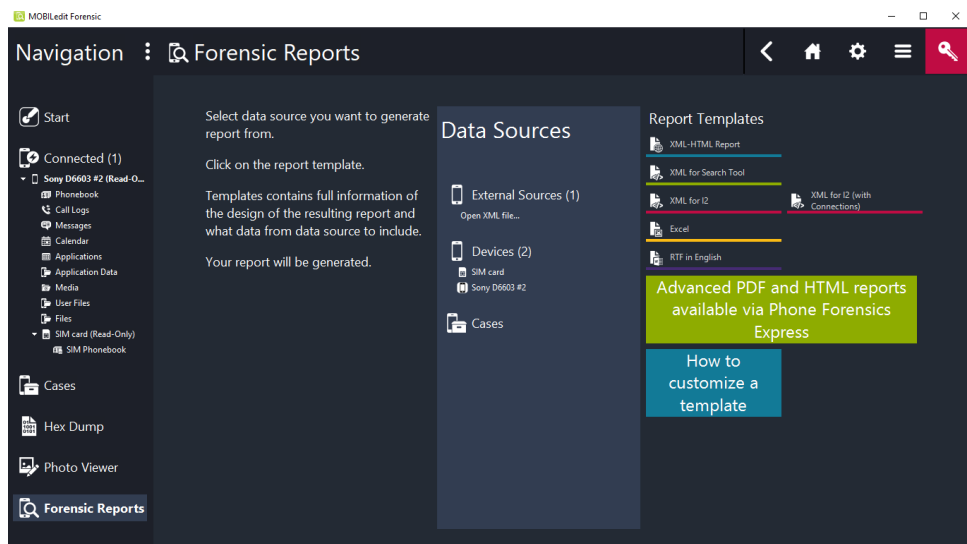 MOBILedit Forensic
Navigation
Forensic Reports
Start
Connected (1)
Sony D6603 #2 (Read-O...
Phonebook
Call Logs
Messages
Calendar
Applications
Application Data
Media
User Files
Files
SIM card (Read-Only)
SIM Phonebook
Cases
Hex Dump
Photo Viewer
Forensic Reports
Select data source you want to generate
report from.
Click on the report template.
Templates contains full information of
the design of the resulting report and
what data from data source to include.
Your report will be generated.
Data Sources
External Sources (1)
Open XML file...
Devices (2)
SIM card
Sony D6603 #2
Cases
Report Templates
XML-HTML Report
XML for Search Tool
XML for I2
XML for I2 (with
Connections)
Excel
RTF in English
Advanced PDF and HTML reports
available via Phone Forensics
Express
How to
customize a
template